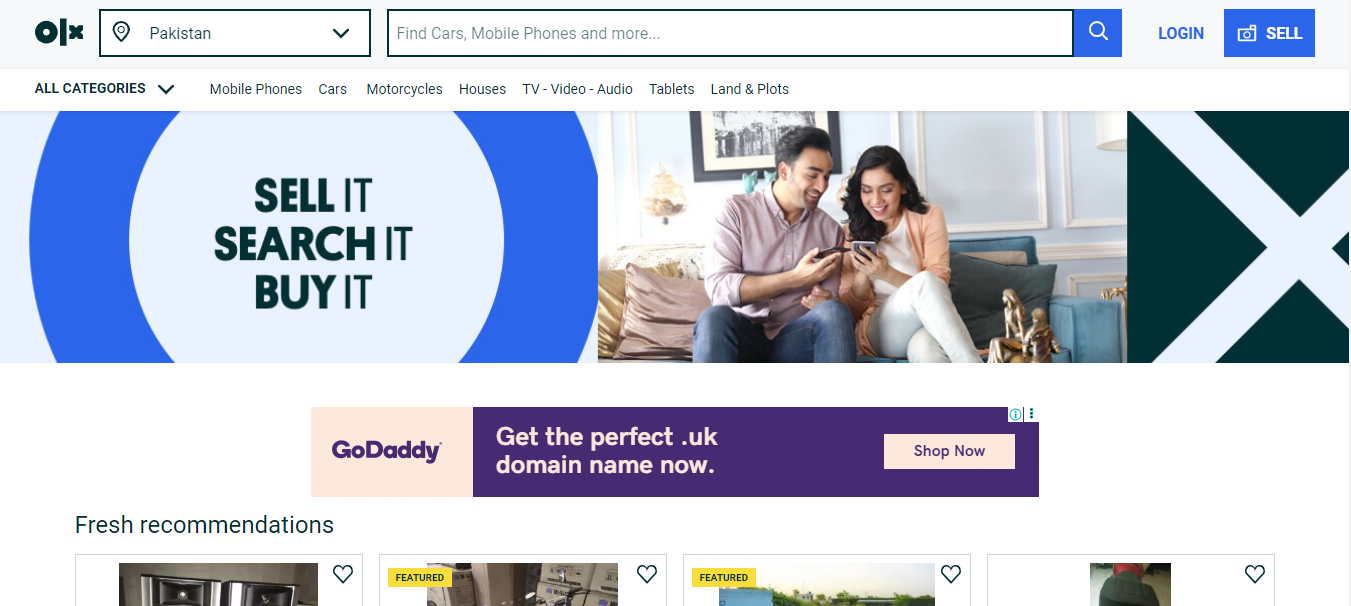 olx
Pakistan
Find Cars, Mobile Phones and more...
LOGIN
SELL
ALL CATEGORIES
Mobile Phones Cars Motorcycles Houses TV - Video - Audio Tablets Land & Plots
SELL IT
SEARCH IT
BUY IT
GoDaddy
Get the perfect .uk
domain name now.
Shop Now
Fresh recommendations
FEATURED
FEATURED